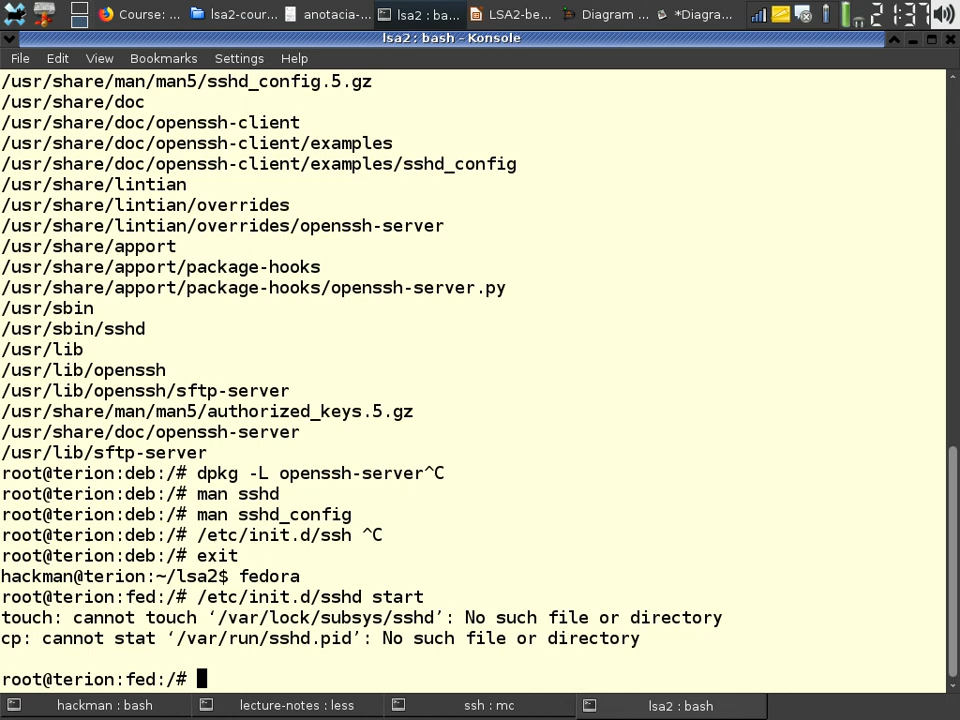 Course: ...
lsa2-cour...
anotacia-...
lsa2 : ba...
LSA2-be...
Diagram ...
*Diagra...
21:37
lsa2 : bash - Konsole
File Edit View Bookmarks Settings Help
/usr/share/man/man5/sshd_config.5.gz
/usr/share/doc
/usr/share/doc/openssh-client
/usr/share/doc/openssh-client/examples
/usr/share/doc/openssh-client/examples/sshd_config
/usr/share/lintian
/usr/share/lintian/overrides
/usr/share/lintian/overrides/openssh-server
/usr/share/apport
/usr/share/apport/package-hooks
/usr/share/apport/package-hooks/openssh-server.py
/usr/sbin
/usr/sbin/sshd
/usr/lib
/usr/lib/openssh
/usr/lib/openssh/sftp-server
/usr/share/man/man5/authorized_keys.5.gz
/usr/share/doc/openssh-server
/usr/lib/sftp-server
root@terion:deb:/# dpkg -L openssh-server^C
root@terion:deb:/# man sshd
root@terion:deb:/# man sshd_config
root@terion:deb:/# /etc/init.d/ssh ^C
root@terion:deb:/# exit
hackman@terion:~/lsa2$ fedora
root@terion:fed:/# /etc/init.d/sshd start
touch: cannot touch ‘/var/lock/subsys/sshd’: No such file or directory
cp: cannot stat ‘/var/run/sshd.pid’: No such file or directory
root@terion:fed:/#
hackman : bash
lecture-notes : less
ssh : mc
lsa2 : bash